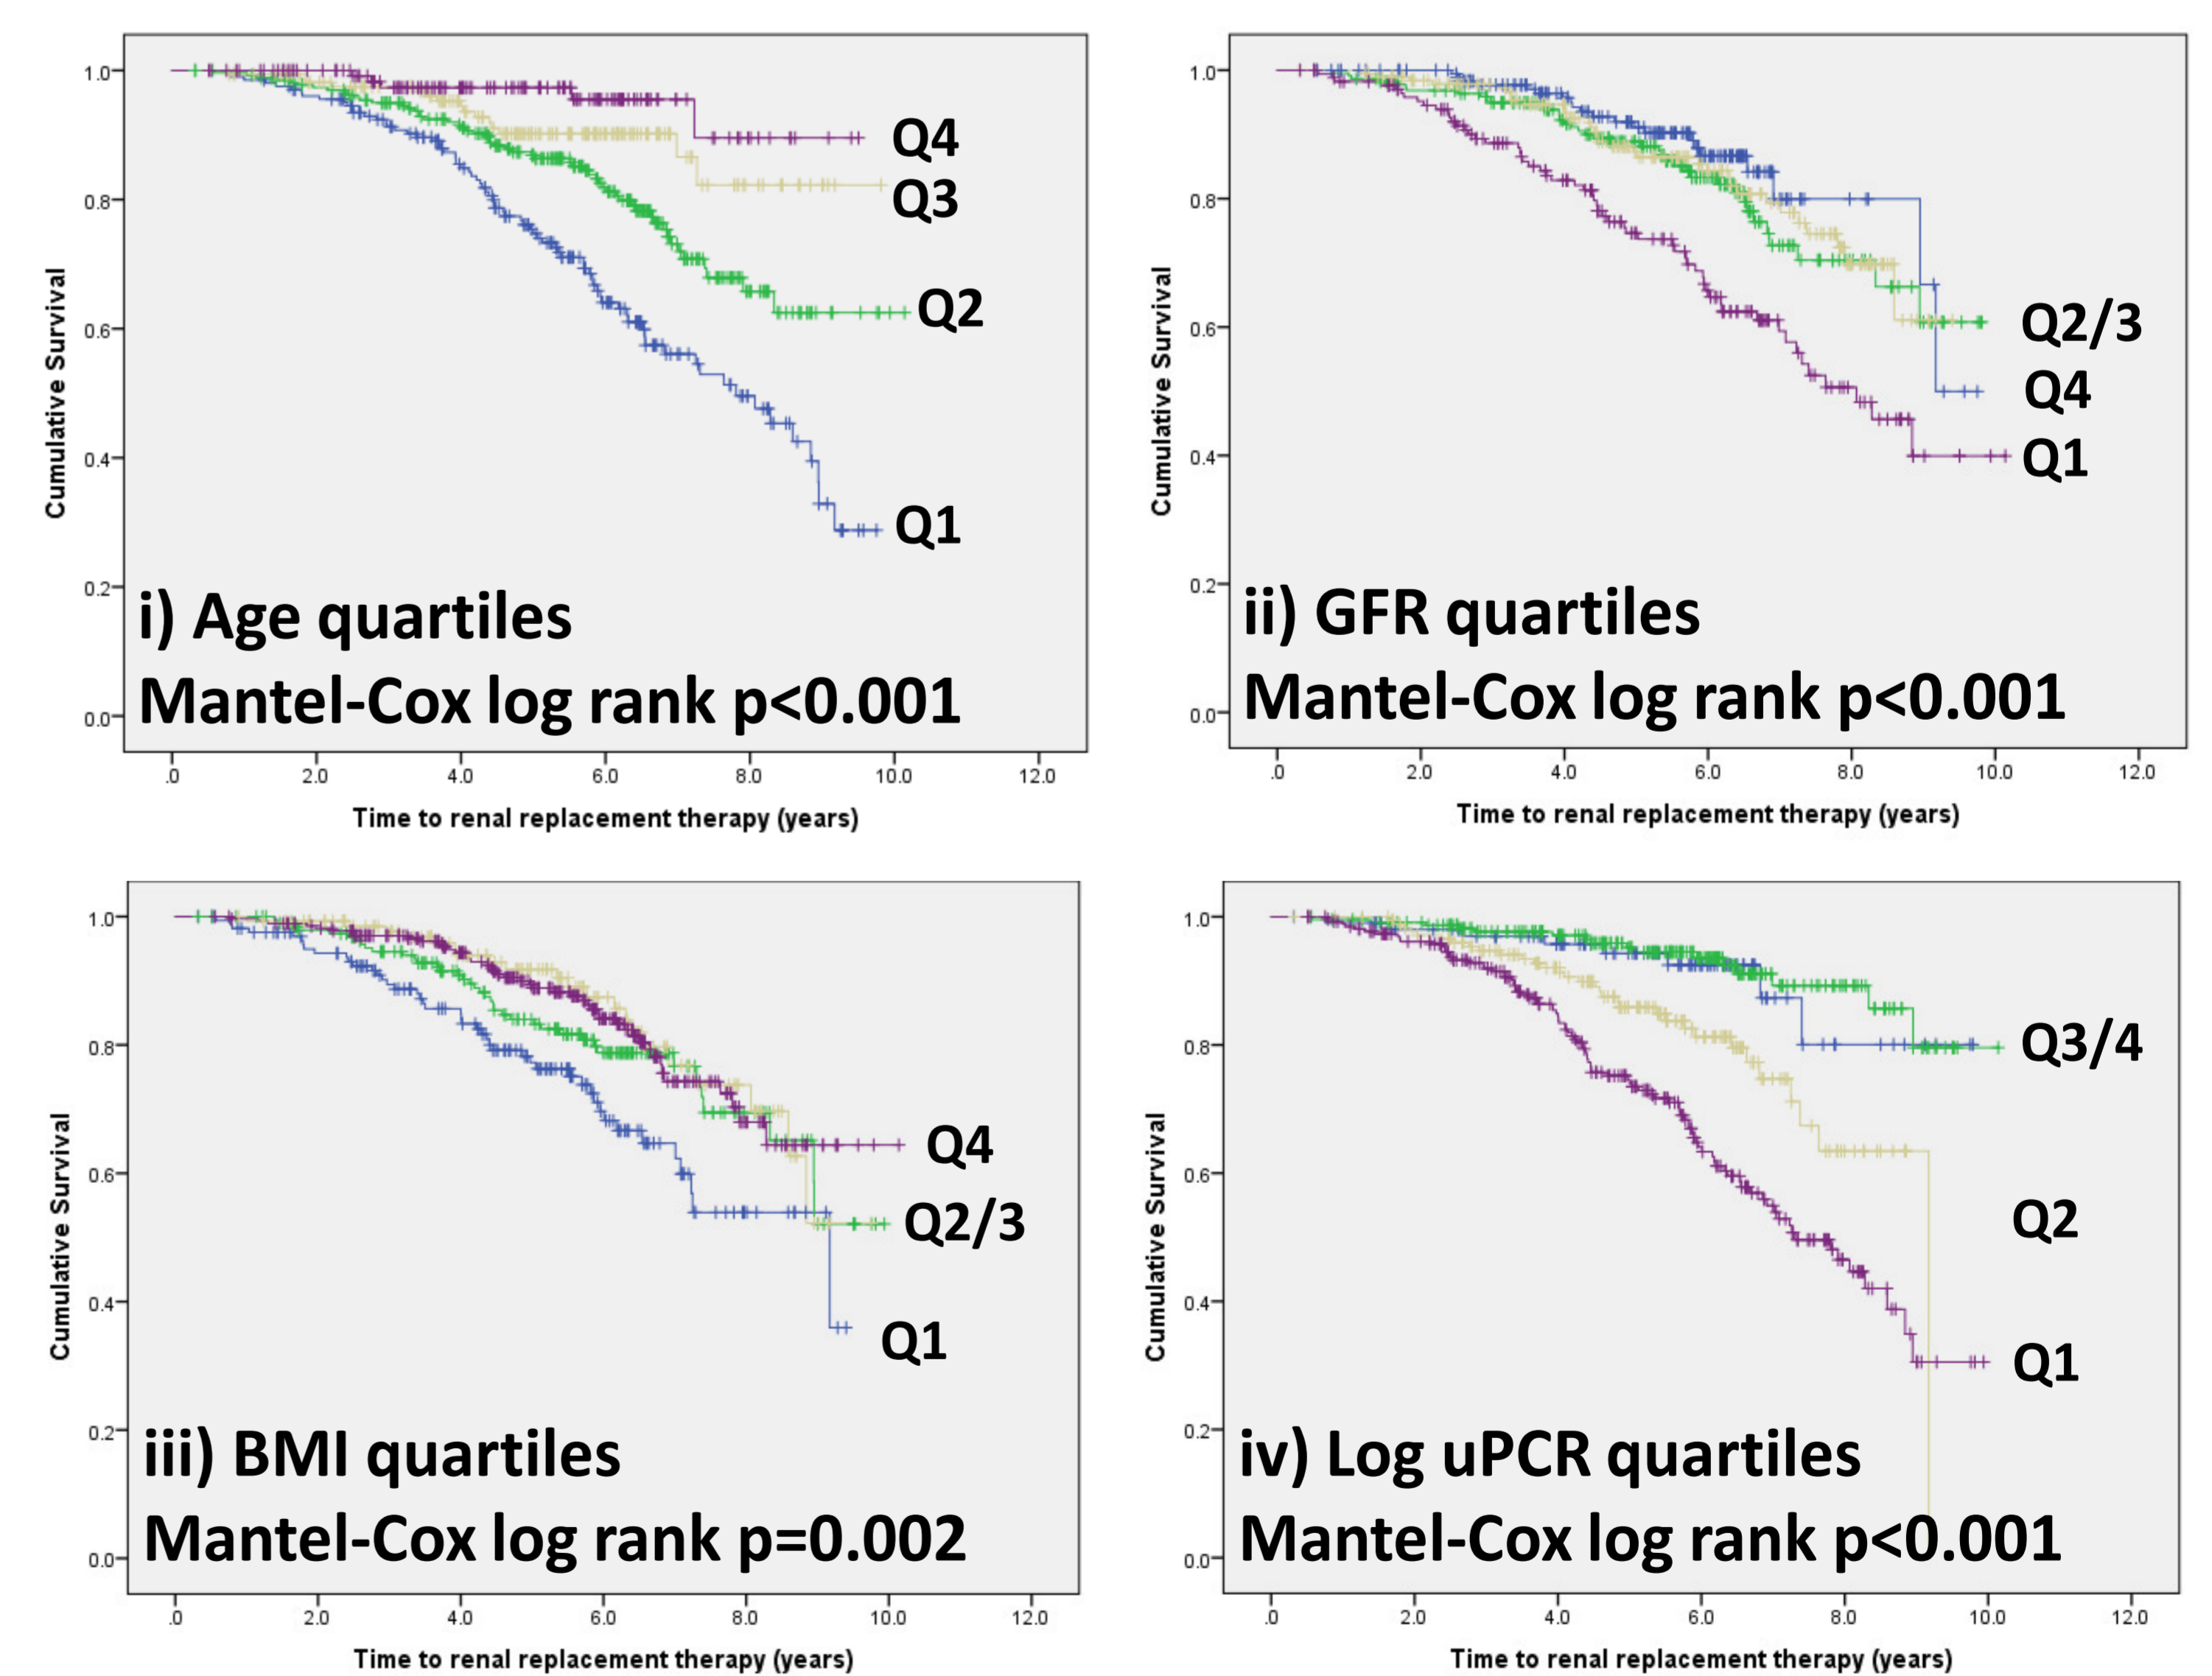 1.0
0.8
0.6
0.4
0.2
0.0
Cumulative Survival
Q4
Q3
Q2
Q1
i) Age quartiles
Mantel-Cox log rank p<0.001
.0 2.0 4.0 6.0 8.0 10.0 12.0
Time to renal replacement therapy (years)
1.0
0.8
0.6
0.4
0.2
0.0
Cumulative Survival
Q2/3
Q4
Q1
ii) GFR quartiles
Mantel-Cox log rank p<0.001
.0 2.0 4.0 6.0 8.0 10.0 12.0
Time to renal replacement therapy (years)
1.0
0.8
0.6
0.4
0.2
0.0
Cumulative Survival
Q4
Q2/3
Q1
iii) BMI quartiles
Mantel-Cox log rank p=0.002
.0 2.0 4.0 6.0 8.0 10.0 12.0
Time to renal replacement therapy (years)
1.0
0.8
0.6
0.4
0.2
0.0
Cumulative Survival
Q3/4
Q2
Q1
iv) Log uPCR quartiles
Mantel-Cox log rank p<0.001
.0 2.0 4.0 6.0 8.0 10.0 12.0
Time to renal replacement therapy (years)